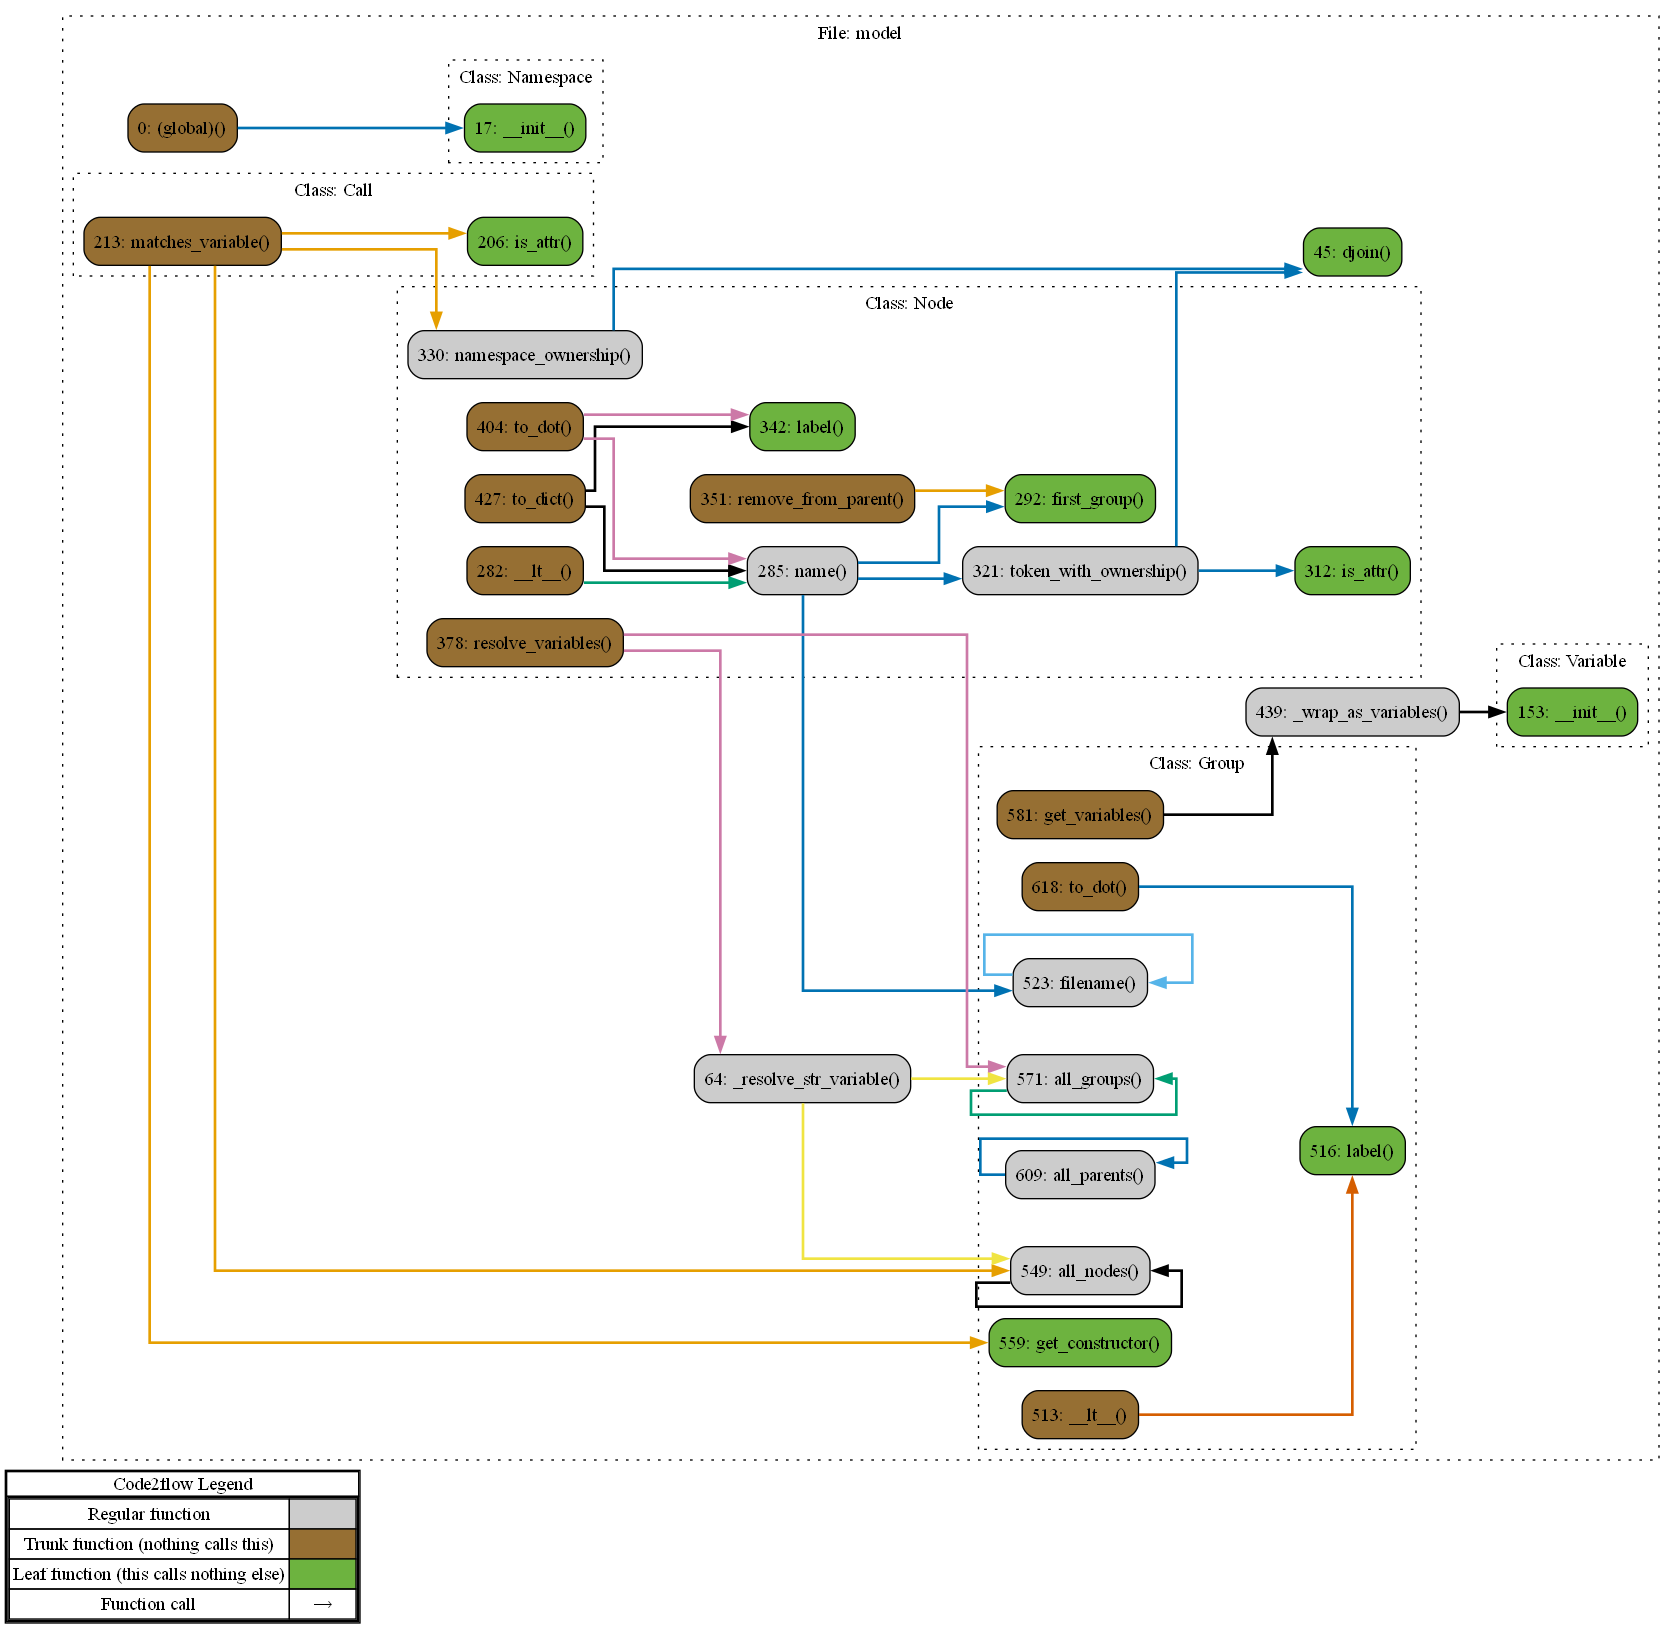 File: model
Class: Namespace
0: (global)()
17: __init__()
Class: Call
213: matches_variable()
206: is_attr()
45: djoin()
Class: Node
330: namespace_ownership()
404: to_dot()
342: label()
427: to_dict()
351: remove_from_parent()
292: first_group()
282: __lt__()
285: name()
321: token_with_ownership()
312: is_attr()
378: resolve_variables()
Class: Variable
439: _wrap_as_variables()
153: __init__()
Class: Group
581: get_variables()
618: to_dot()
523: filename()
64: _resolve_str_variable()
571: all_groups()
516: label()
609: all_parents()
549: all_nodes()
559: get_constructor()
513: __lt__()
Code2flow Legend
Regular function
Trunk function (nothing calls this)
Leaf function (this calls nothing else)
Function call →